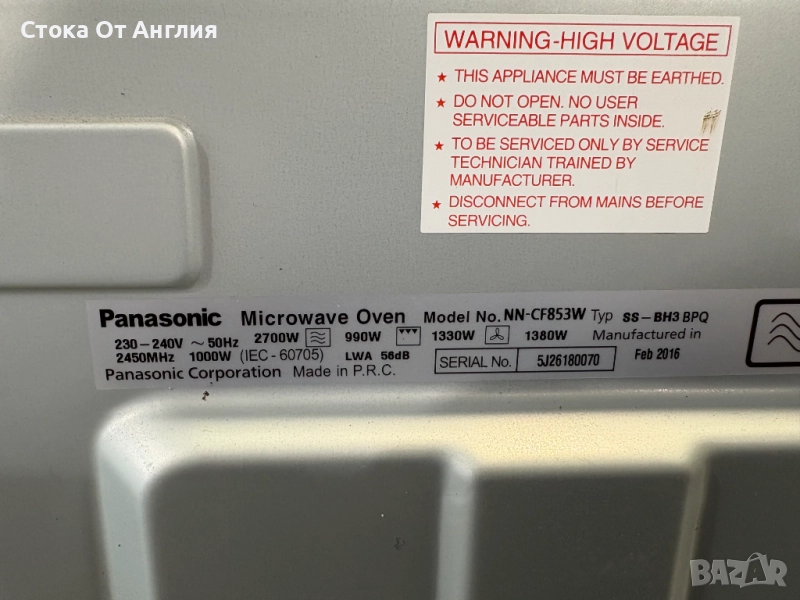 Стока От Англия
WARNING-HIGH VOLTAGE
★ THIS APPLIANCE MUST BE EARTHED.
★ DO NOT OPEN. NO USER
SERVICEABLE PARTS INSIDE.
★ TO BE SERVICED ONLY BY SERVICE
TECHNICIAN TRAINED BY
MANUFACTURER.
★ DISCONNECT FROM MAINS BEFORE
SERVICING.
Panasonic Microwave Oven Model No. NN-CF853W Typ SS-BH3 BPQ
230-240V ~ 50Hz 2700W 990W 1330W 1380W Manufactured in
2450MHz 1000W (IEC-60705) LWA 56dB SERIAL No. 5J26180070 Feb 2016
Panasonic Corporation Made in P.R.C.
BAZAR